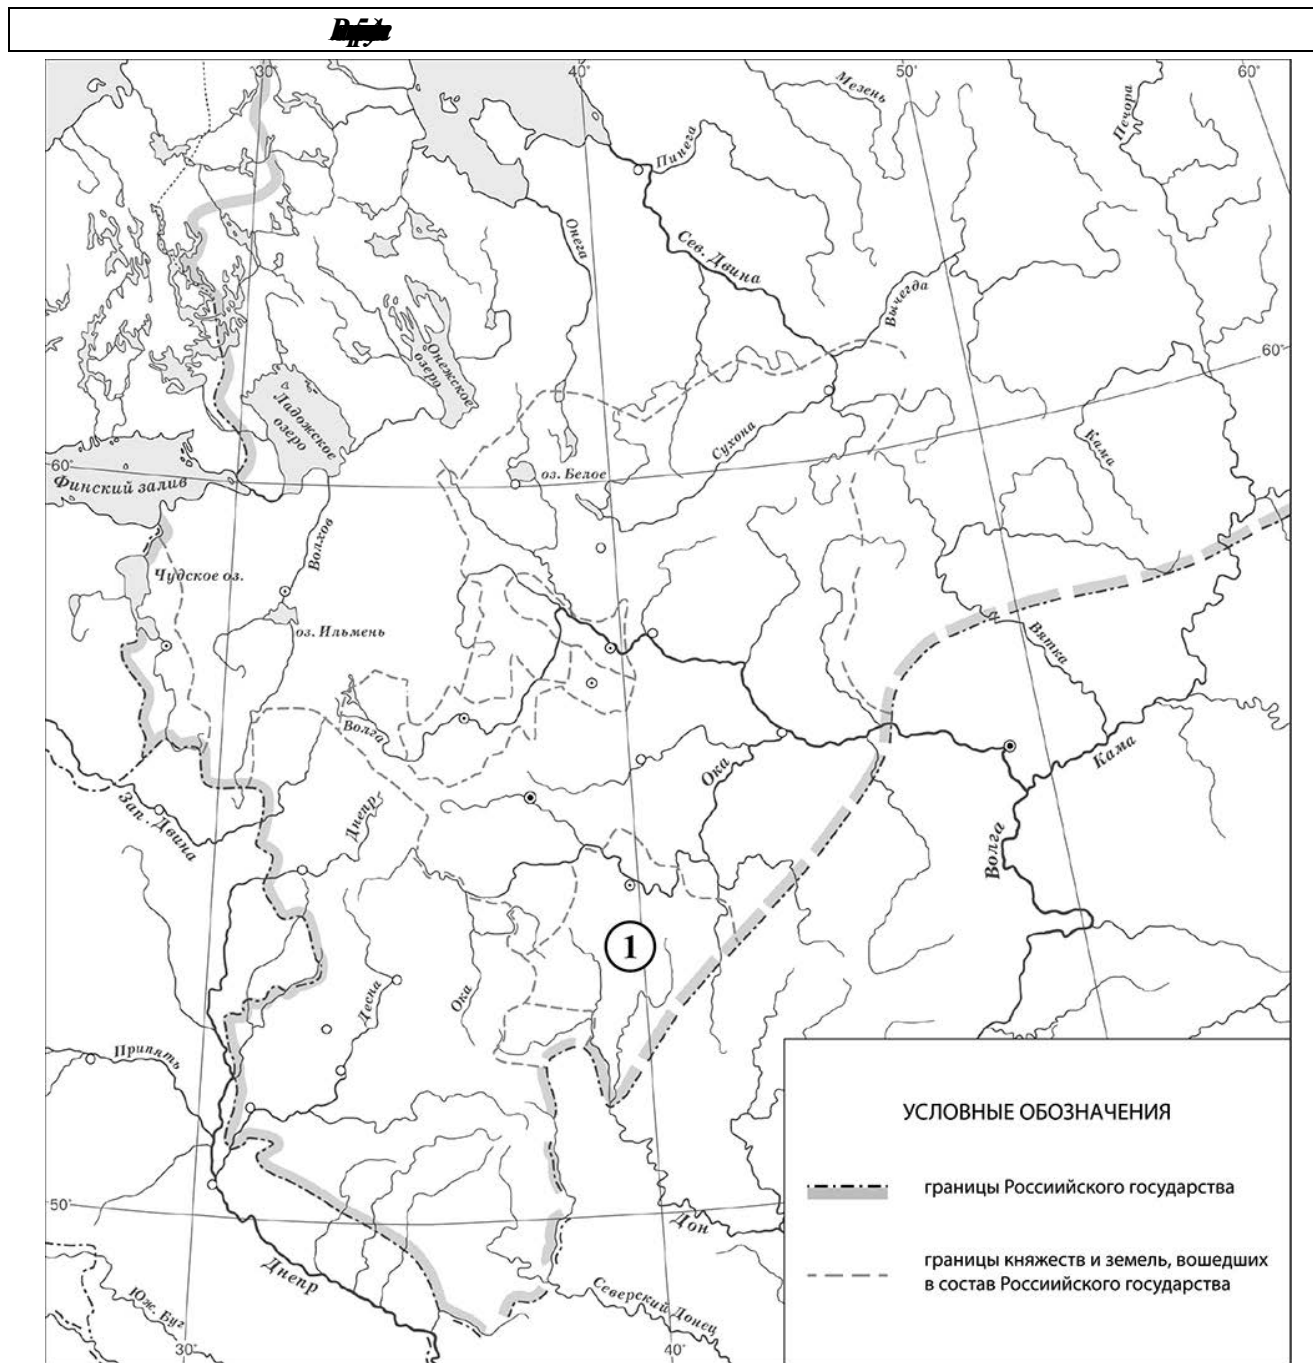 30°
40°
50°
60°
Мезень
Печора
Пинега
Онега
Сев. Двина
Вычегда
Онежское
озеро
60°
Ладожское
озеро
Сухона
Кама
60°
оз. Белое
Финский залив
Волхов
Чудское оз.
оз. Ильмень
Вятка
Волга
Ока
Кама
Зап. Двина
Днепр
Волга
1
Десна
Ока
Припять
УСЛОВНЫЕ ОБОЗНАЧЕНИЯ
границы Россиийского государства
50°
Дон
границы княжеств и земель, вошедших
в состав Россиийского государства
Днепр
Юж. Буг
Северский Донец
30°
40°